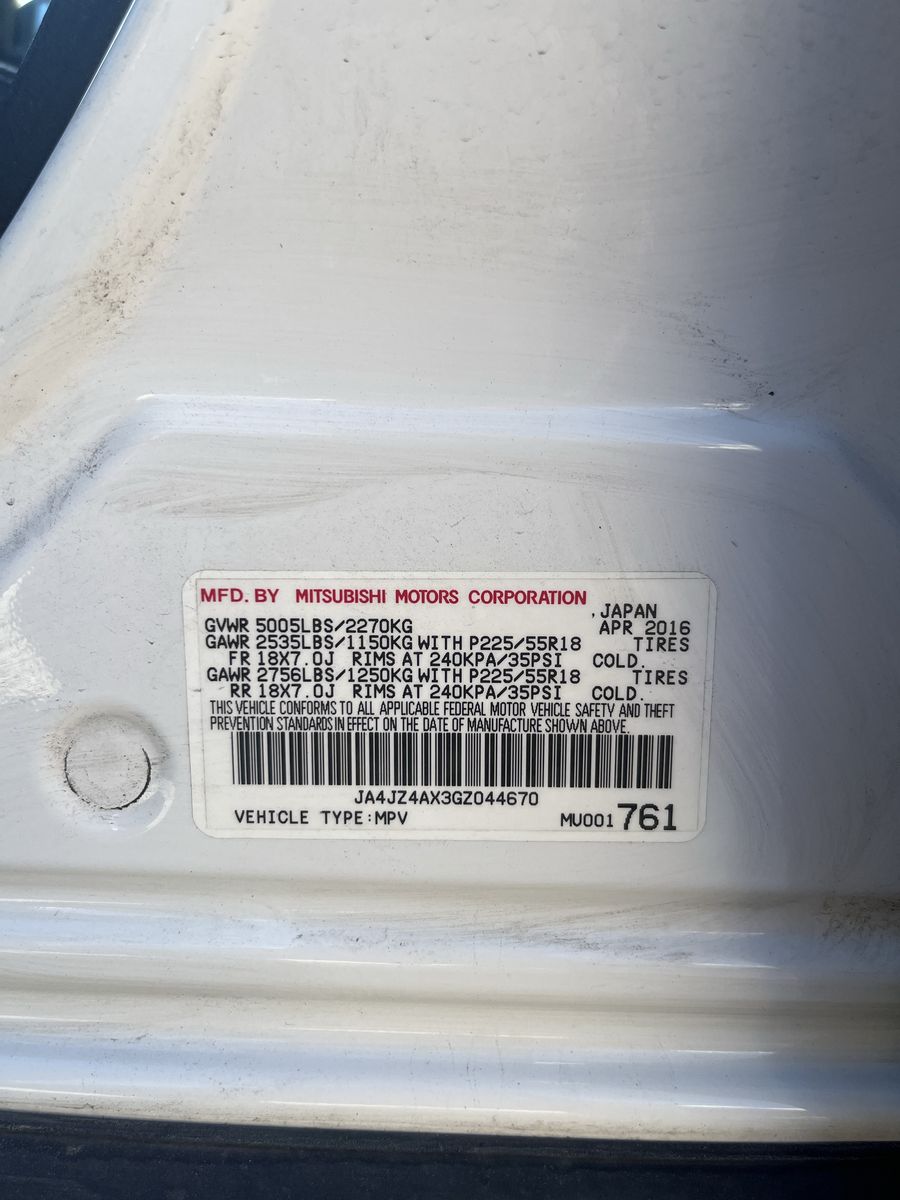 MFD. BY MITSUBISHI MOTORS CORPORATION
, JAPAN
GVWR 5005LBS/2270KG APR 2016
GAWR 2535LBS/1150KG WITH P225/55R18 TIRES
FR 18X7.0J RIMS AT 240KPA/35PSI COLD.
GAWR 2756LBS/1250KG WITH P225/55R18 TIRES
RR 18X7.0J RIMS AT 240KPA/35PSI COLD.
THIS VEHICLE CONFORMS TO ALL APPLICABLE FEDERAL MOTOR VEHICLE SAFETY AND THEFT
PREVENTION STANDARDS IN EFFECT ON THE DATE OF MANUFACTURE SHOWN ABOVE.
JA4JZ4AX3GZ044670
VEHICLE TYPE:MPV MU001 761